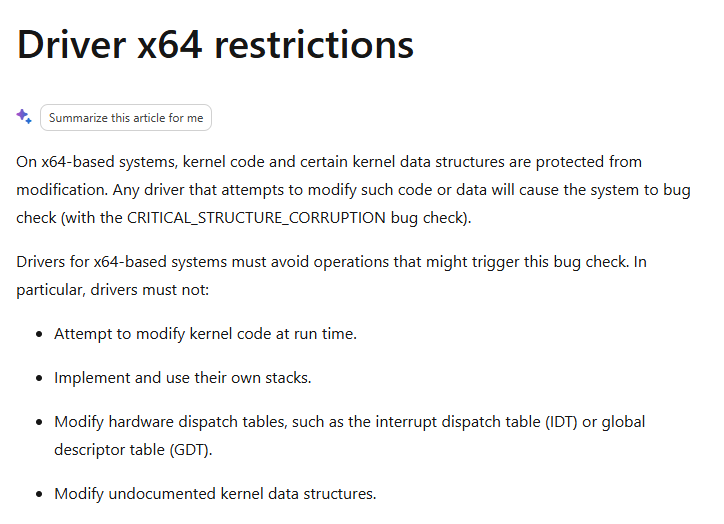 Driver x64 restrictions
Summarize this article for me
On x64-based systems, kernel code and certain kernel data structures are protected from
modification. Any driver that attempts to modify such code or data will cause the system to bug
check (with the CRITICAL_STRUCTURE_CORRUPTION bug check).
Drivers for x64-based systems must avoid operations that might trigger this bug check. In
particular, drivers must not:
• Attempt to modify kernel code at run time.
• Implement and use their own stacks.
• Modify hardware dispatch tables, such as the interrupt dispatch table (IDT) or global
descriptor table (GDT).
• Modify undocumented kernel data structures.